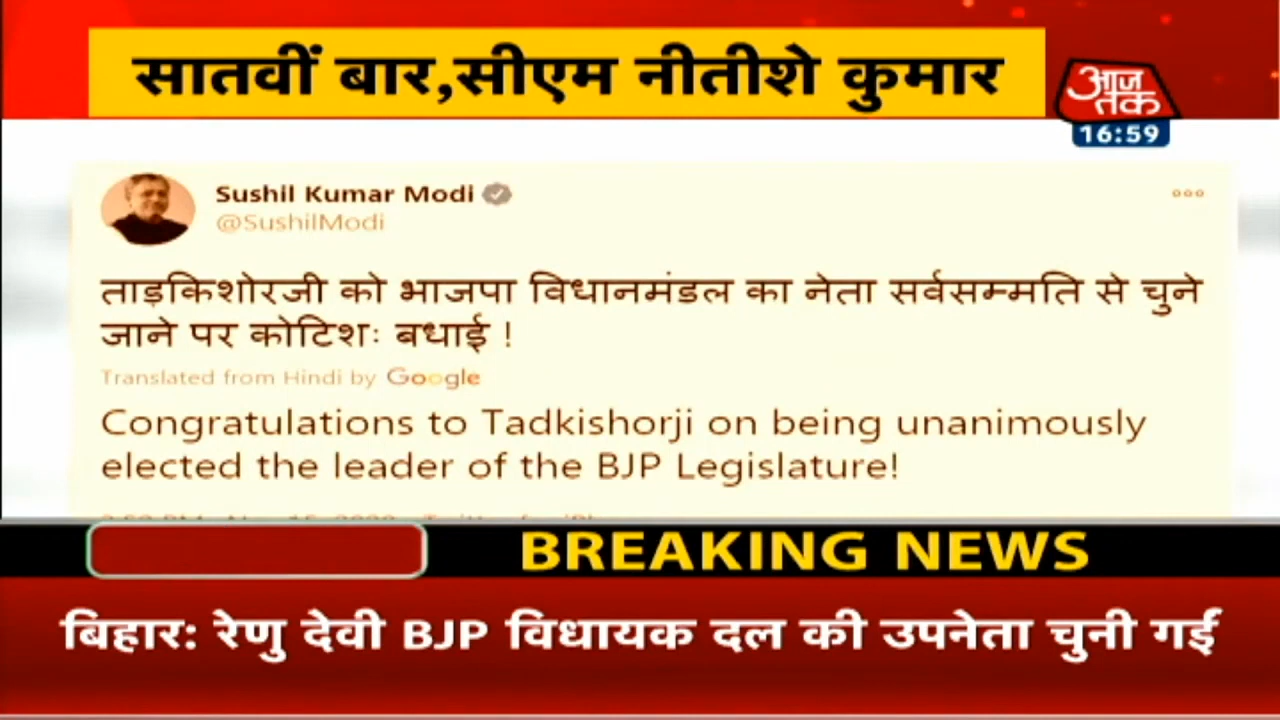 सातवीं बार,सीएम नीतीशे कुमार
आज
तक
16:59
Sushil Kumar Modi
@SushilModi
ताड़किशोरजी को भाजपा विधानमंडल का नेता सर्वसम्मति से चुने
जाने पर कोटिशः बधाई !
Translated from Hindi by Google
Congratulations to Tadkishorji on being unanimously
elected the leader of the BJP Legislature!
BREAKING NEWS
बिहार: रेणु देवी BJP विधायक दल की उपनेता चुनी गईं